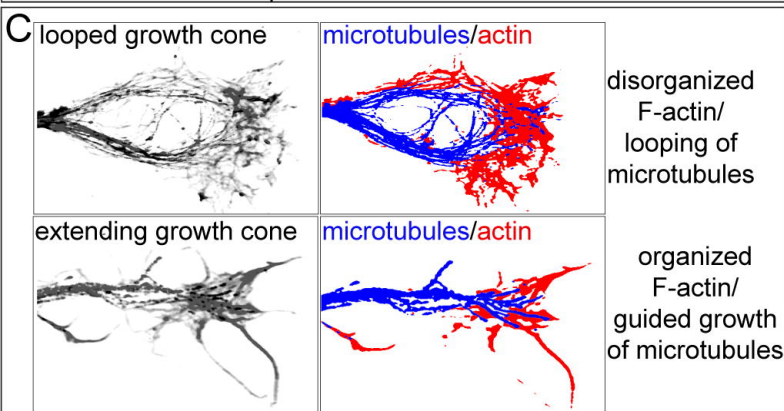 C
looped growth cone
microtubules/actin
disorganized
F-actin/
looping of
microtubules
extending growth cone
microtubules/actin
organized
F-actin/
guided growth
of microtubules